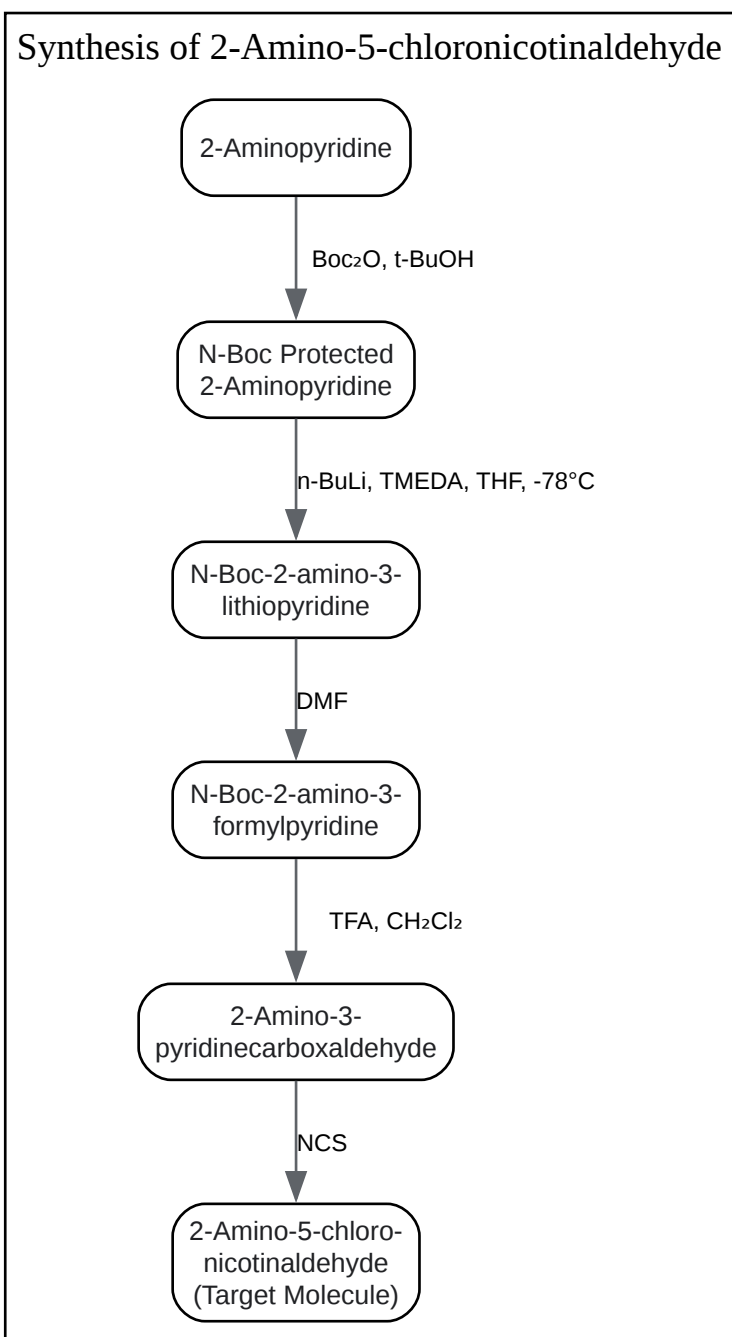 Synthesis of 2-Amino-5-chloronicotinaldehyde
2-Aminopyridine
Boc₂O, t-BuOH
N-Boc Protected
2-Aminopyridine
n-BuLi, TMEDA, THF, -78°C
N-Boc-2-amino-3-
lithiopyridine
DMF
N-Boc-2-amino-3-
formylpyridine
TFA, CH₂Cl₂
2-Amino-3-
pyridinecarboxaldehyde
NCS
2-Amino-5-chloro-
nicotinaldehyde
(Target Molecule)